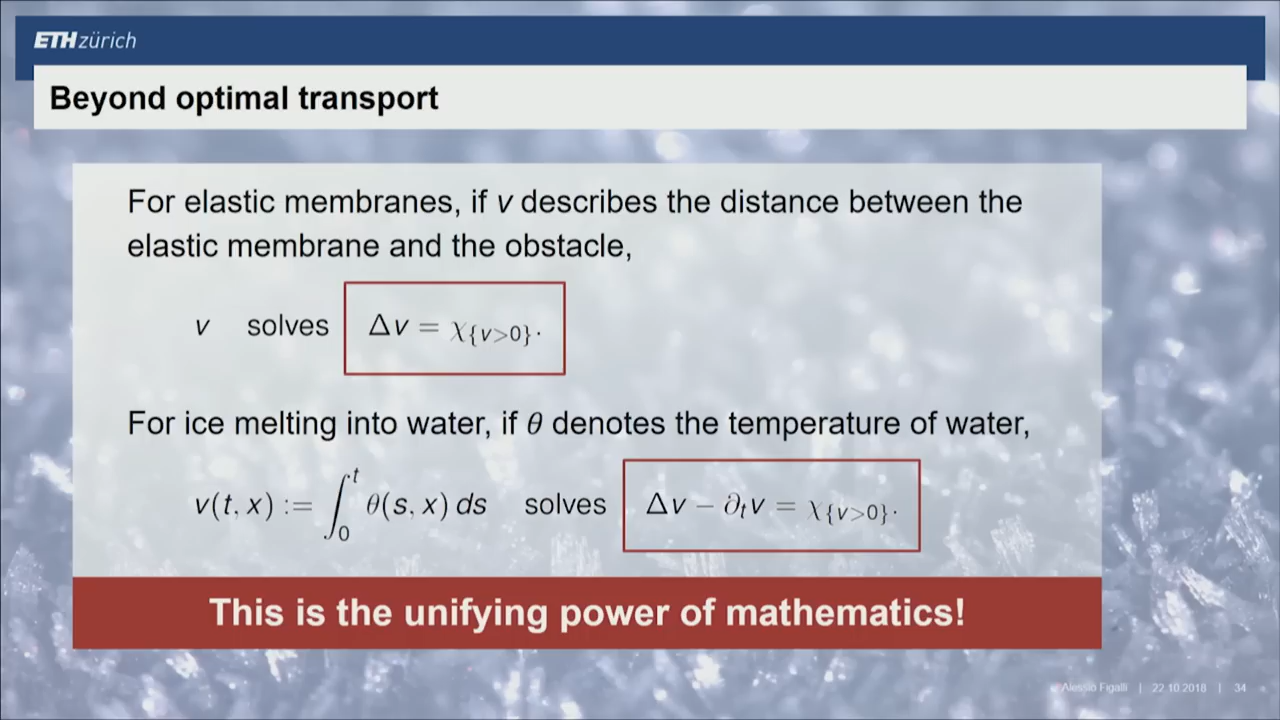 ETH zürich
Beyond optimal transport
For elastic membranes, if v describes the distance between the
elastic membrane and the obstacle,
v solves Δv = χ{v>0}.
For ice melting into water, if θ denotes the temperature of water,
v(t, x) := ∫₀ᵗ θ(s, x) ds solves Δv − ∂ₜv = χ{v>0}.
This is the unifying power of mathematics!
Alessio Figalli | 22.10.2018 | 34